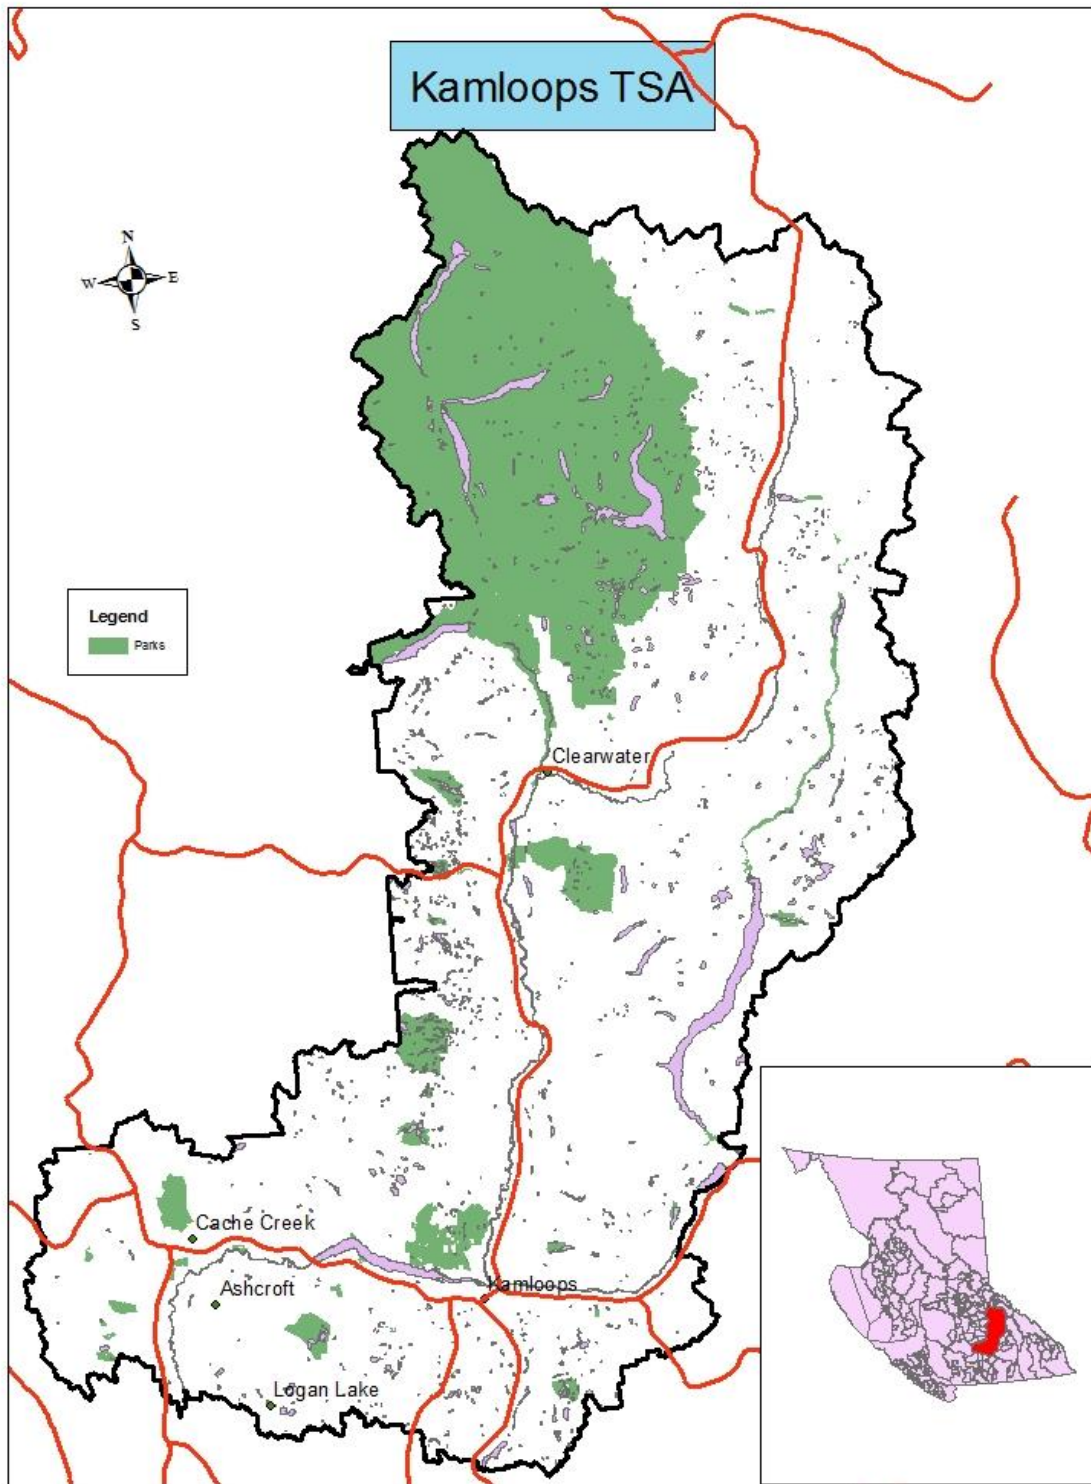 Kamloops TSA
N
W E
S
Legend
Parks
Clearwater
Cache Creek
Ashcroft
Kamloops
Logan Lake